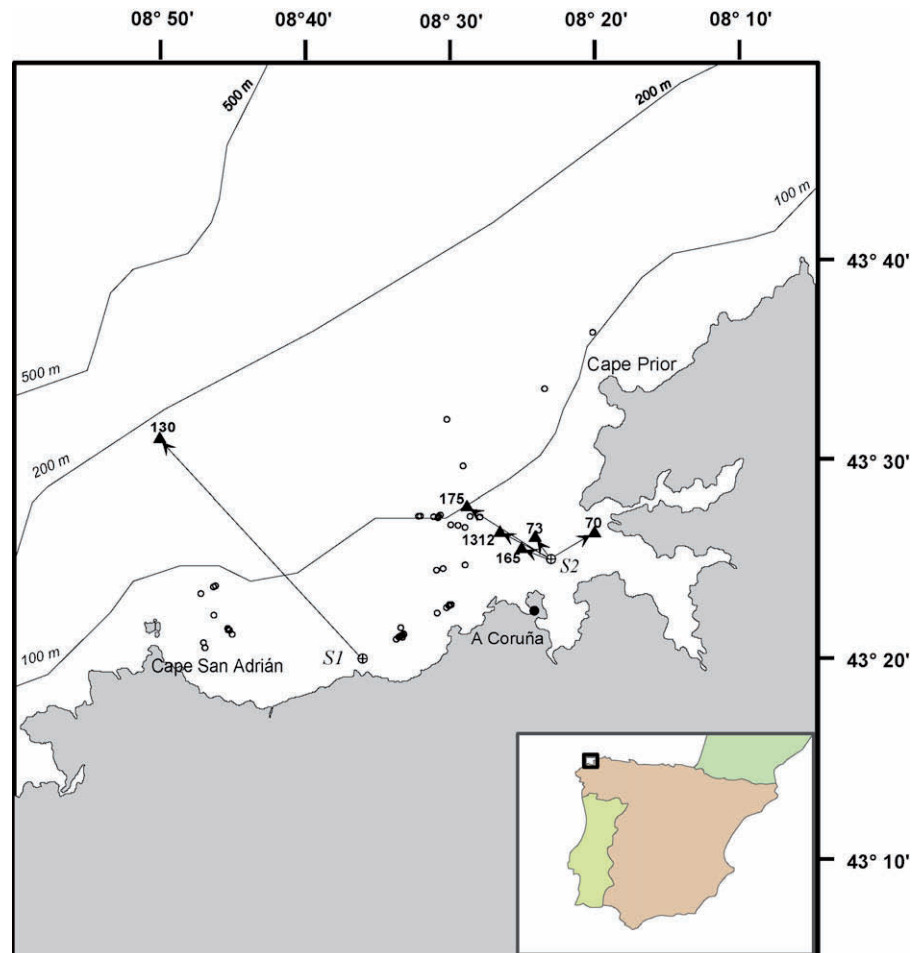 08° 50' 08° 40' 08° 30' 08° 20' 08° 10'
500 m
200 m
100 m
43° 40'
Cape Prior
500 m
130
200 m
43° 30'
175
73
70
1312
165
S2
A Coruña
S1
Cape San Adrián
100 m
43° 20'
43° 10'